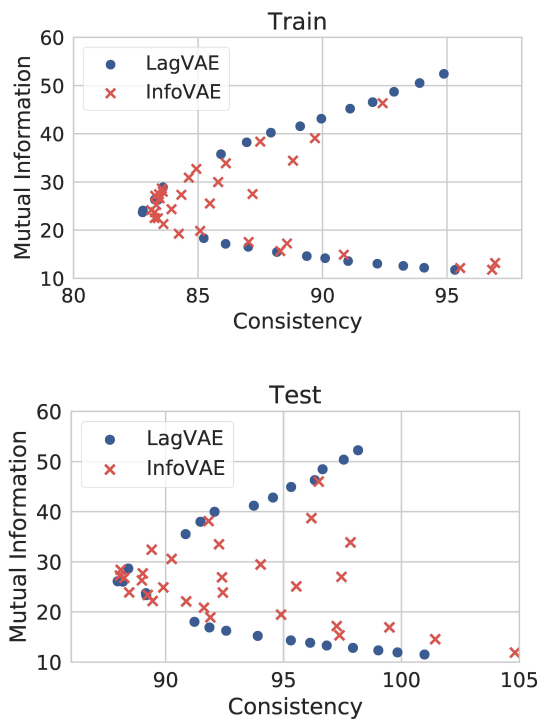 Train
60
50
40
30
20
10
Mutual Information
LagVAE
InfoVAE
80 85 90 95
Consistency
Test
60
50
40
30
20
10
Mutual Information
LagVAE
InfoVAE
90 95 100 105
Consistency